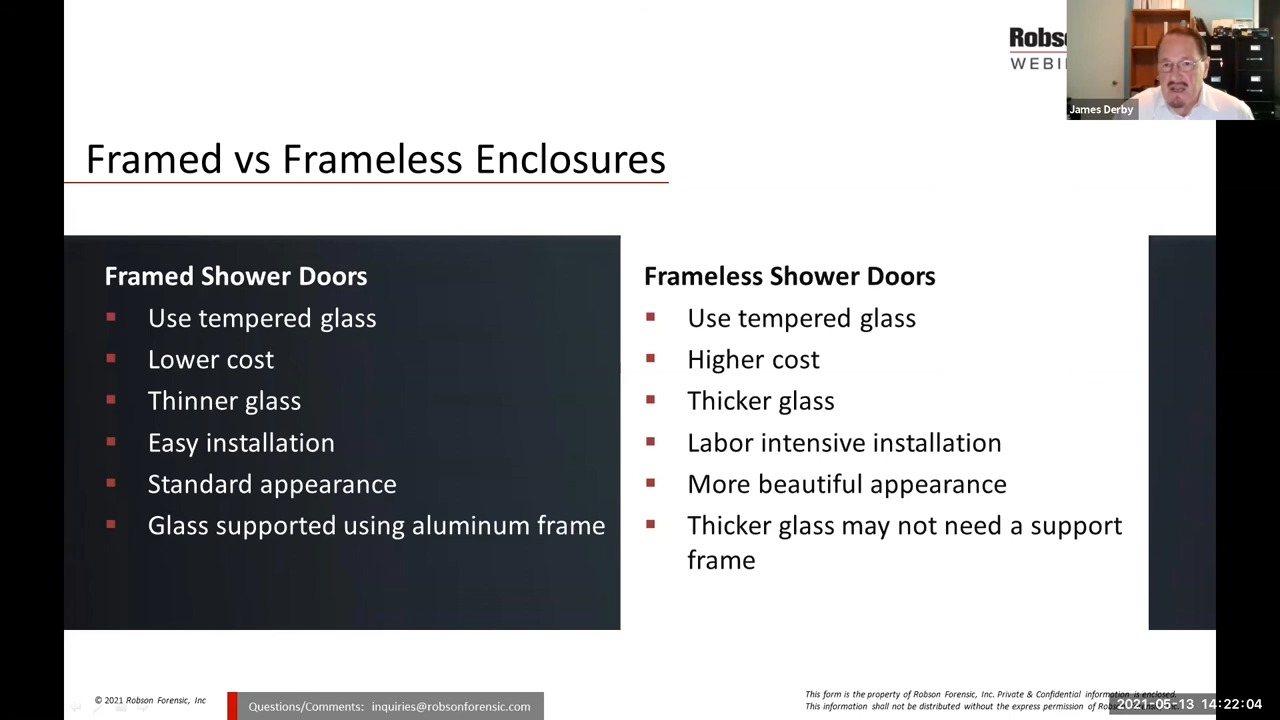 James Derby
Framed vs Frameless Enclosures
Framed Shower Doors
Use tempered glass
Lower cost
Thinner glass
Easy installation
Standard appearance
Glass supported using aluminum frame
Frameless Shower Doors
Use tempered glass
Higher cost
Thicker glass
Labor intensive installation
More beautiful appearance
Thicker glass may not need a support
frame
© 2021 Robson Forensic, Inc
Questions/Comments: inquiries@robsonforensic.com
This form is the property of Robson Forensic, Inc. Private & Confidential information is enclosed.
This information shall not be distributed without the express permission of
2021-05-13 14:22:04